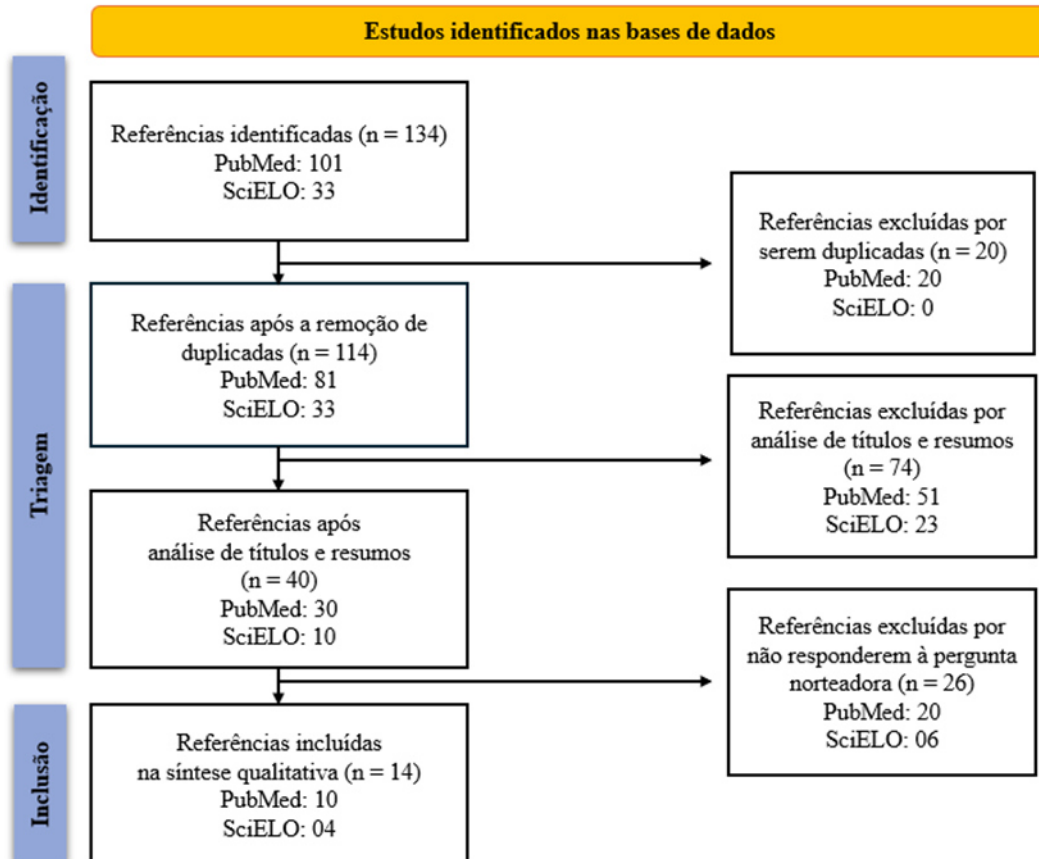 Estudos identificados nas bases de dados
Identificação
Referências identificadas (n = 134)
PubMed: 101
SciELO: 33
Referências excluídas por
serem duplicadas (n = 20)
PubMed: 20
SciELO: 0
Triagem
Referências após a remoção de
duplicadas (n = 114)
PubMed: 81
SciELO: 33
Referências excluídas por
análise de títulos e resumos
(n = 74)
PubMed: 51
SciELO: 23
Referências após
análise de títulos e resumos
(n = 40)
PubMed: 30
SciELO: 10
Referências excluídas por
não responderem à pergunta
norteadora (n = 26)
PubMed: 20
SciELO: 06
Inclusão
Referências incluídas
na síntese qualitativa (n = 14)
PubMed: 10
SciELO: 04